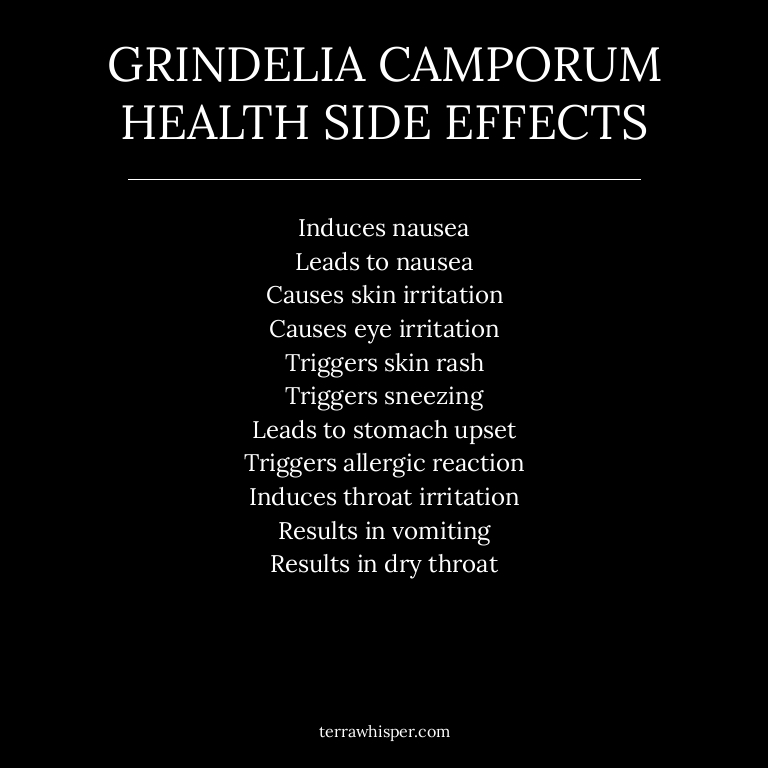 GRINDELIA CAMPORUM
HEALTH SIDE EFFECTS
Induces nausea
Leads to nausea
Causes skin irritation
Causes eye irritation
Triggers skin rash
Triggers sneezing
Leads to stomach upset
Triggers allergic reaction
Induces throat irritation
Results in vomiting
Results in dry throat
terrawhisper.com